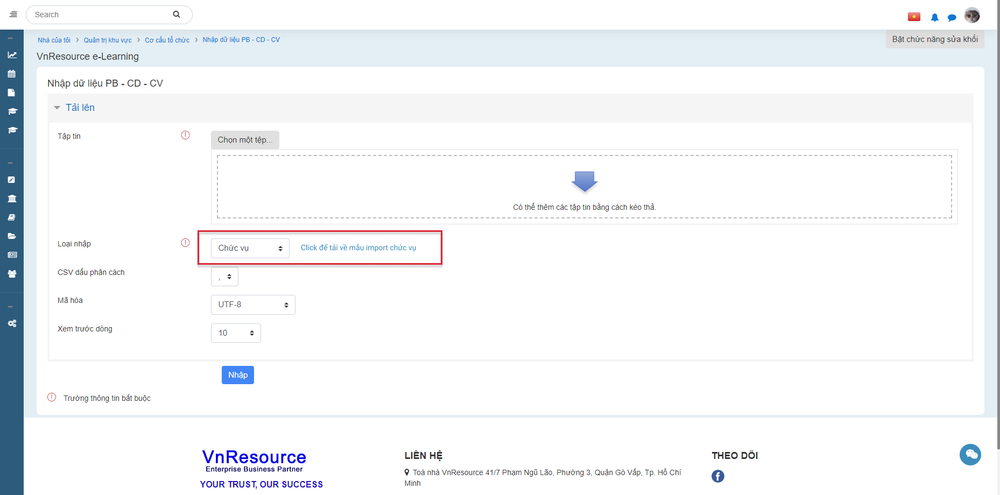 Search
Nhà của tôi › Quản trị khu vực › Cơ cấu tổ chức › Nhập dữ liệu PB - CD - CV
Bật chức năng sửa khối
VnResource e-Learning
Nhập dữ liệu PB - CD - CV
Tải lên
Tập tin
Chọn một tệp...
Có thể thêm các tập tin bằng cách kéo thả.
Loại nhập
Chức vụ
Click để tải về mẫu import chức vụ
CSV dấu phân cách
,
Mã hóa
UTF-8
Xem trước dòng
10
Nhập
Trường thông tin bắt buộc
VnResource
Enterprise Business Partner
YOUR TRUST, OUR SUCCESS
LIÊN HỆ
Toà nhà VnResource 41/7 Phạm Ngũ Lão, Phường 3, Quận Gò Vấp, Tp. Hồ Chí
Minh
THEO DÕI